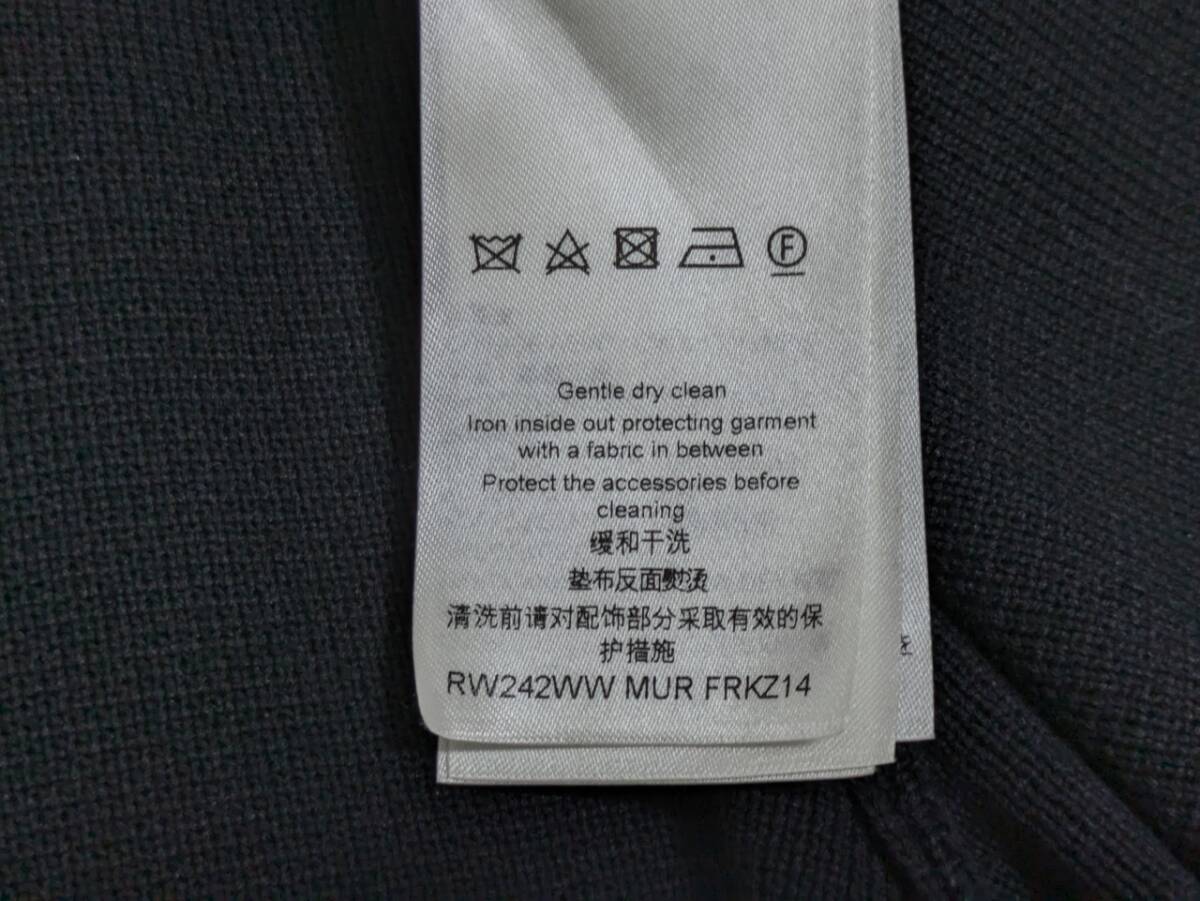 F
Gentle dry clean
Iron inside out protecting garment
with a fabric in between
Protect the accessories before
cleaning
缓和干洗
垫布反面熨烫
清洗前请对配饰部分采取有效的保
护措施
RW242WW MUR FRKZ14